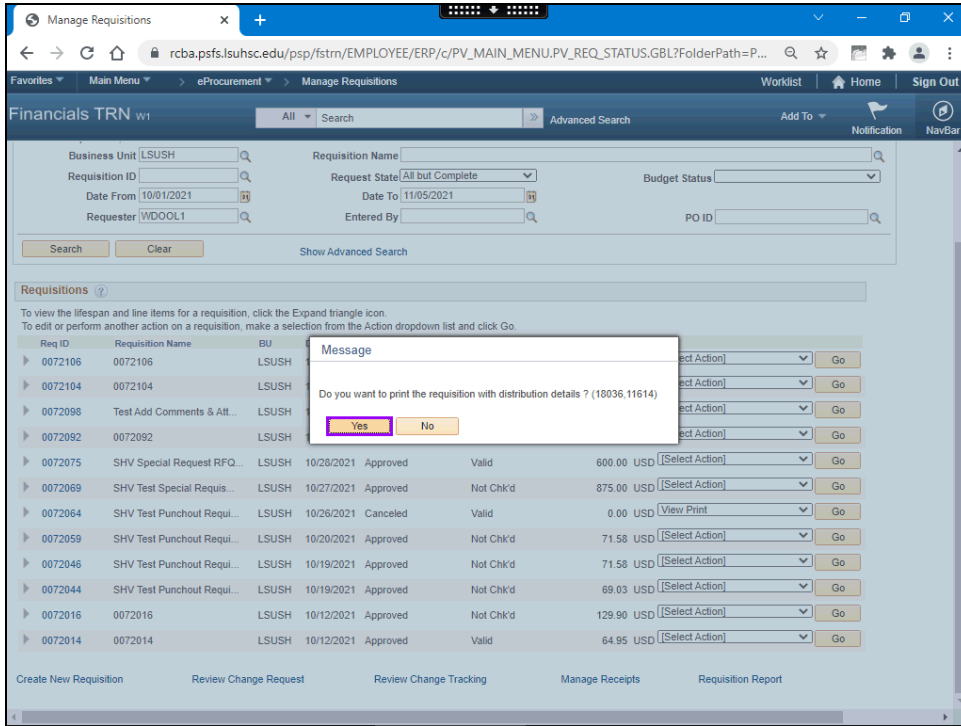 Manage Requisitions
rcba.psfs.lsuhsc.edu/psp/fstrn/EMPLOYEE/ERP/c/PV_MAIN_MENU.PV_REQ_STATUS.GBL?FolderPath=P...
Favorites Main Menu > eProcurement > Manage Requisitions Worklist Home Sign Out
Financials TRN W1 All Search Advanced Search Add To Notification NavBar
Business Unit LSUSH Requisition Name
Requisition ID Request State All but Complete Budget Status
Date From 10/01/2021 Date To 11/05/2021
Requester WDOOL1 Entered By PO ID
Search Clear Show Advanced Search
Requisitions
To view the lifespan and line items for a requisition, click the Expand triangle icon.
To edit or perform another action on a requisition, make a selection from the Action dropdown list and click Go.
Req ID Requisition Name BU
0072106 0072106 LSUSH Go
0072104 0072104 LSUSH Go
0072098 Test Add Comments & Att... LSUSH Go
0072092 0072092 LSUSH Go
Message
Do you want to print the requisition with distribution details ? (18036,11614)
Yes No
0072075 SHV Special Request RFQ... LSUSH 10/28/2021 Approved Valid 600.00 USD [Select Action] Go
0072069 SHV Test Special Requis... LSUSH 10/27/2021 Approved Not Chk'd 875.00 USD [Select Action] Go
0072064 SHV Test Punchout Requi... LSUSH 10/26/2021 Canceled Valid 0.00 USD View Print Go
0072059 SHV Test Punchout Requi... LSUSH 10/20/2021 Approved Not Chk'd 71.58 USD [Select Action] Go
0072046 SHV Test Punchout Requi... LSUSH 10/19/2021 Approved Not Chk'd 71.58 USD [Select Action] Go
0072044 SHV Test Punchout Requi... LSUSH 10/19/2021 Approved Not Chk'd 69.03 USD [Select Action] Go
0072016 0072016 LSUSH 10/12/2021 Approved Not Chk'd 129.90 USD [Select Action] Go
0072014 0072014 LSUSH 10/12/2021 Approved Valid 64.95 USD [Select Action] Go
Create New Requisition Review Change Request Review Change Tracking Manage Receipts Requisition Report